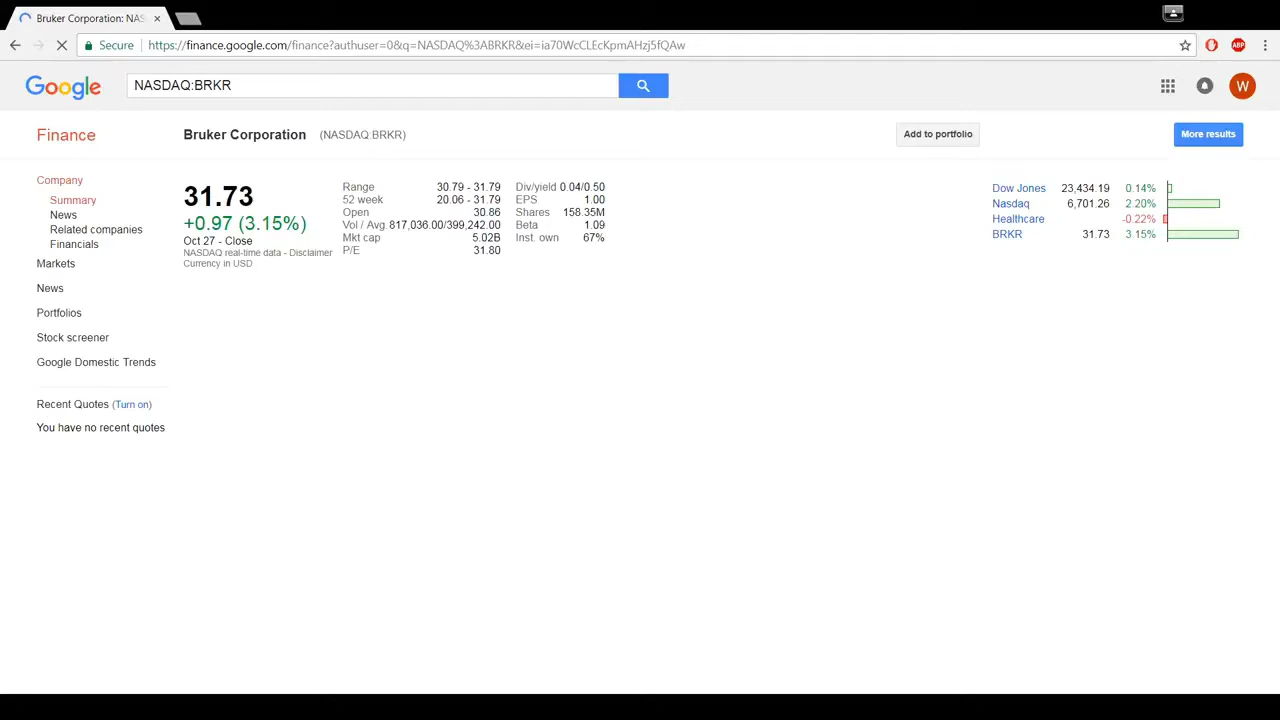 Bruker Corporation: NAS
Secure
https://finance.google.com/finance?authuser=0&q=NASDAQ%3ABRKR&ei=ia70WcCLEcKpmAHzj5fQAw
ABP
Google
NASDAQ:BRKR
W
Finance
Bruker Corporation (NASDAQ:BRKR)
Add to portfolio
More results
Company
Summary
News
Related companies
Financials
Markets
News
Portfolios
Stock screener
Google Domestic Trends
Recent Quotes (Turn on)
You have no recent quotes
31.73
+0.97 (3.15%)
Oct 27 - Close
NASDAQ real-time data - Disclaimer
Currency in USD
Range 30.79 - 31.79
52 week 20.06 - 31.79
Open 30.86
Vol / Avg. 817,036.00/399,242.00
Mkt cap 5.02B
P/E 31.80
Div/yield 0.04/0.50
EPS 1.00
Shares 158.35M
Beta 1.09
Inst. own 67%
Dow Jones 23,434.19 0.14%
Nasdaq 6,701.26 2.20%
Healthcare -0.22%
BRKR 31.73 3.15%